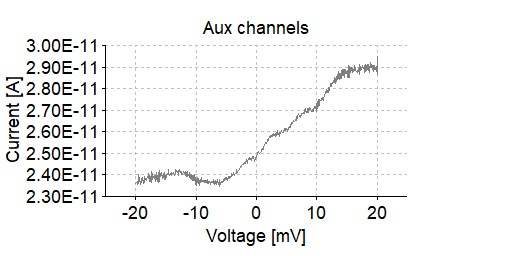 Aux channels
3.00E-11
2.90E-11
2.80E-11
2.70E-11
2.60E-11
2.50E-11
2.40E-11
2.30E-11
Current [A]
-20 -10 0 10 20
Voltage [mV]